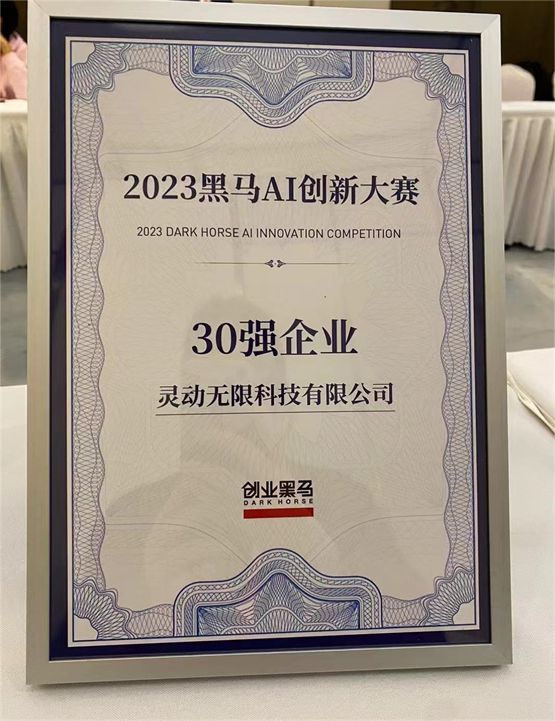 2023黑马AI创新大赛
2023 DARK HORSE AI INNOVATION COMPETITION
30强企业
灵动无限科技有限公司
创业黑马
DARK HORSE